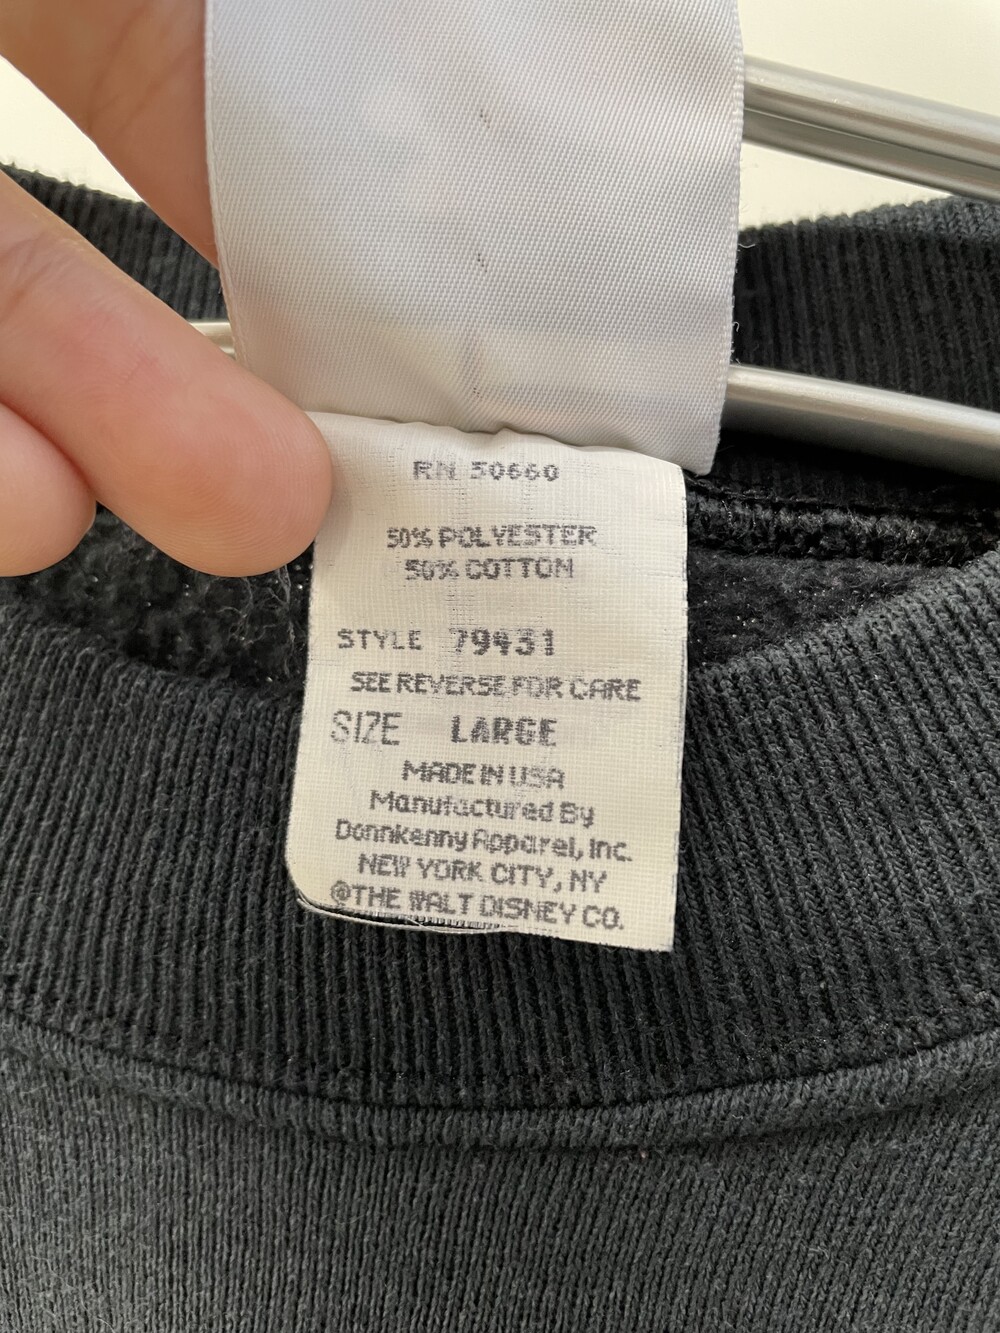 RN 50660
50% POLYESTER
50% COTTON
STYLE 79431
SEE REVERSE FOR CARE
SIZE LARGE
MADE IN USA
Manufactured By
Donnkenny Apparel, Inc.
NEW YORK CITY, NY
©THE WALT DISNEY CO.